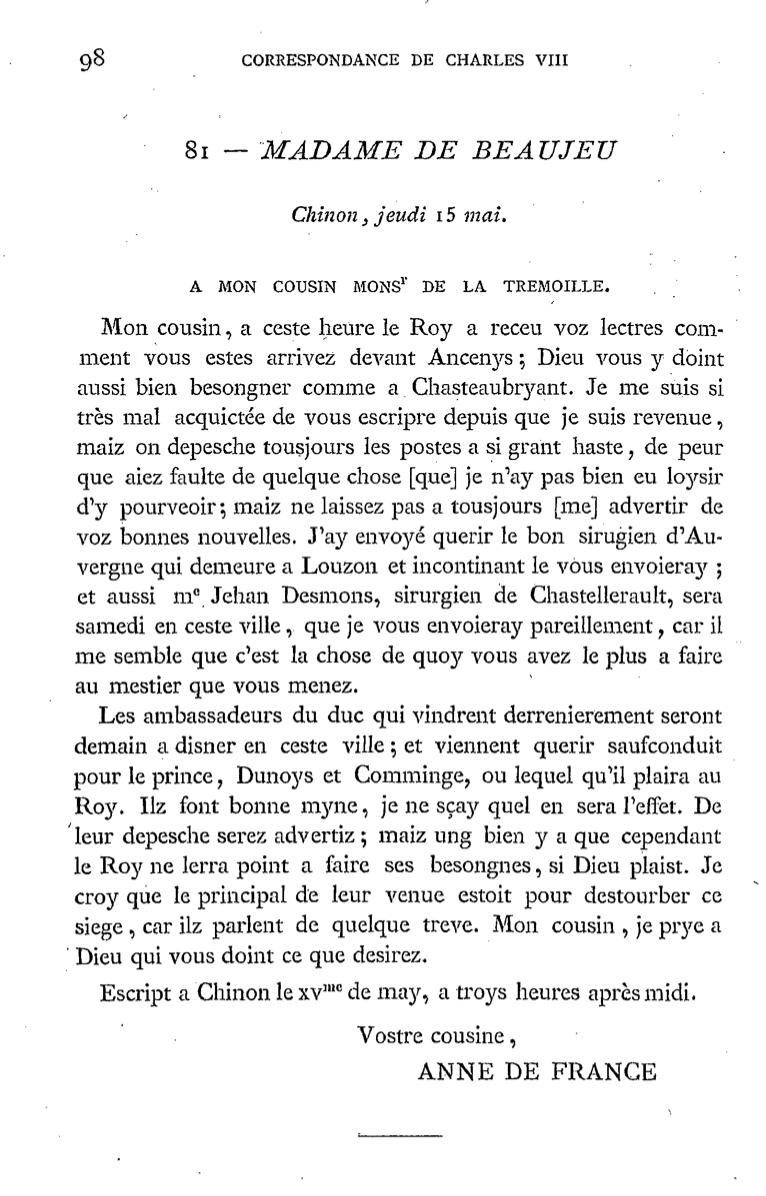 98 CORRESPONDANCE DE CHARLES VIII
81 — MADAME DE BEAUJEU
Chinon, jeudi 15 mai.
A MON COUSIN MONSʳ DE LA TREMOILLE.
Mon cousin, a ceste heure le Roy a receu voz lectres com-
ment vous estes arrivez devant Ancenys ; Dieu vous y doint
aussi bien besongner comme a Chasteaubryant. Je me suis si
très mal acquictée de vous escripre depuis que je suis revenue,
maiz on depesche tousjours les postes a si grant haste, de peur
que aiez faulte de quelque chose [que] je n'ay pas bien eu loysir
d'y pourveoir ; maiz ne laissez pas a tousjours [me] advertir de
voz bonnes nouvelles. J'ay envoyé querir le bon sirugien d'Au-
vergne qui demeure a Louzon et incontinant le vous envoieray ;
et aussi mᵉ Jehan Desmons, sirurgien de Chastellerault, sera
samedi en ceste ville, que je vous envoieray pareillement, car il
me semble que c'est la chose de quoy vous avez le plus a faire
au mestier que vous menez.
Les ambassadeurs du duc qui vindrent derrenierement seront
demain a disner en ceste ville ; et viennent querir saufconduit
pour le prince, Dunoys et Comminge, ou lequel qu'il plaira au
Roy. Ilz font bonne myne, je ne sçay quel en sera l'effet. De
leur depesche serez advertiz ; maiz ung bien y a que cependant
le Roy ne lerra point a faire ses besongnes, si Dieu plaist. Je
croy que le principal de leur venue estoit pour destourber ce
siege, car ilz parlent de quelque treve. Mon cousin, je prye a
Dieu qui vous doint ce que desirez.
Escript a Chinon le xvᵐᵉ de may, a troys heures après midi.
Vostre cousine,
ANNE DE FRANCE